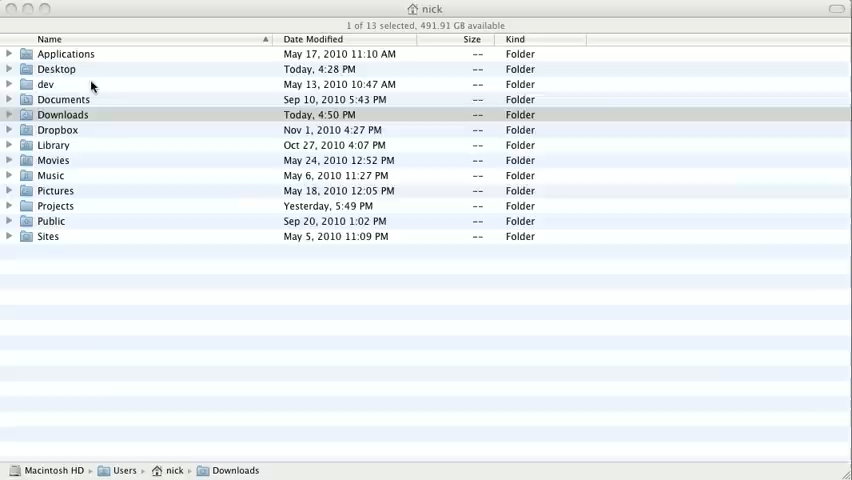 nick
1 of 13 selected, 491.91 GB available
Name Date Modified Size Kind
Applications May 17, 2010 11:10 AM -- Folder
Desktop Today, 4:28 PM -- Folder
dev May 13, 2010 10:47 AM -- Folder
Documents Sep 10, 2010 5:43 PM -- Folder
Downloads Today, 4:50 PM -- Folder
Dropbox Nov 1, 2010 4:27 PM -- Folder
Library Oct 27, 2010 4:07 PM -- Folder
Movies May 24, 2010 12:52 PM -- Folder
Music May 6, 2010 11:27 PM -- Folder
Pictures May 18, 2010 12:05 PM -- Folder
Projects Yesterday, 5:49 PM -- Folder
Public Sep 20, 2010 1:02 PM -- Folder
Sites May 5, 2010 11:09 PM -- Folder
Macintosh HD Users nick Downloads